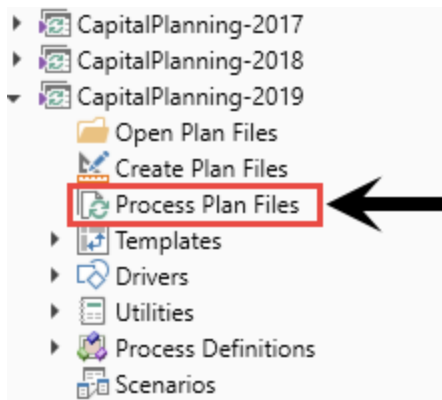 CapitalPlanning-2017
CapitalPlanning-2018
CapitalPlanning-2019
Open Plan Files
Create Plan Files
Process Plan Files
Templates
Drivers
Utilities
Process Definitions
Scenarios